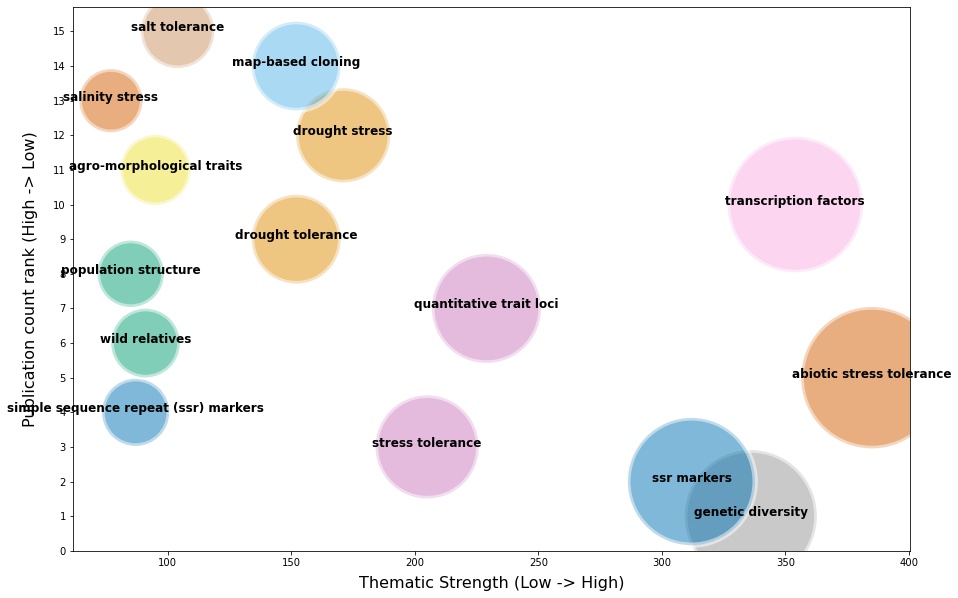 15
salt tolerance
14
map-based cloning
13
salinity stress
12
drought stress
11
agro-morphological traits
10
transcription factors
9
drought tolerance
8
population structure
7
quantitative trait loci
6
wild relatives
5
abiotic stress tolerance
4
simple sequence repeat (ssr) markers
3
stress tolerance
2
ssr markers
1
genetic diversity
0
Publication count rank (High -> Low)
100 150 200 250 300 350 400
Thematic Strength (Low -> High)